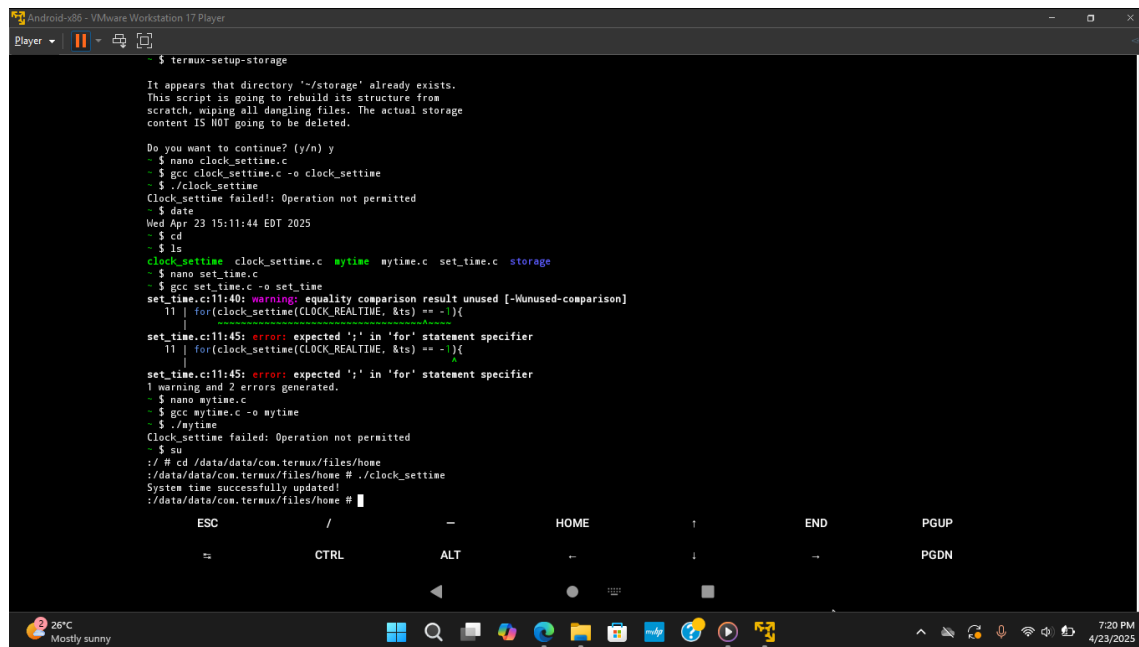 Android-x86 - VMware Workstation 17 Player
Player
~ $ termux-setup-storage
It appears that directory '~/storage' already exists.
This script is going to rebuild its structure from
scratch, wiping all dangling files. The actual storage
content IS NOT going to be deleted.
Do you want to continue? (y/n) y
~ $ nano clock_settime.c
~ $ gcc clock_settime.c -o clock_settime
~ $ ./clock_settime
Clock_settime failed!: Operation not permitted
~ $ date
Wed Apr 23 15:11:44 EDT 2025
~ $ cd
~ $ ls
clock_settime clock_settime.c mytime mytime.c set_time.c storage
~ $ nano set_time.c
~ $ gcc set_time.c -o set_time
set_time.c:11:40: warning: equality comparison result unused [-Wunused-comparison]
11 | for(clock_settime(CLOCK_REALTIME, &ts) == -1){
| ~~~~~~~~~~~~~~~~~~~~~~~~~~~~~~~~~~~^~~~~
set_time.c:11:45: error: expected ';' in 'for' statement specifier
11 | for(clock_settime(CLOCK_REALTIME, &ts) == -1){
| ^
set_time.c:11:45: error: expected ';' in 'for' statement specifier
1 warning and 2 errors generated.
~ $ nano mytime.c
~ $ gcc mytime.c -o mytime
~ $ ./mytime
Clock_settime failed: Operation not permitted
~ $ su
:/ # cd /data/data/com.termux/files/home
:/data/data/com.termux/files/home # ./clock_settime
System time successfully updated!
:/data/data/com.termux/files/home #
ESC / — HOME ↑ END PGUP
⇆ CTRL ALT ← ↓ → PGDN
2 26°C
Mostly sunny
myhp
7:20 PM
4/23/2025